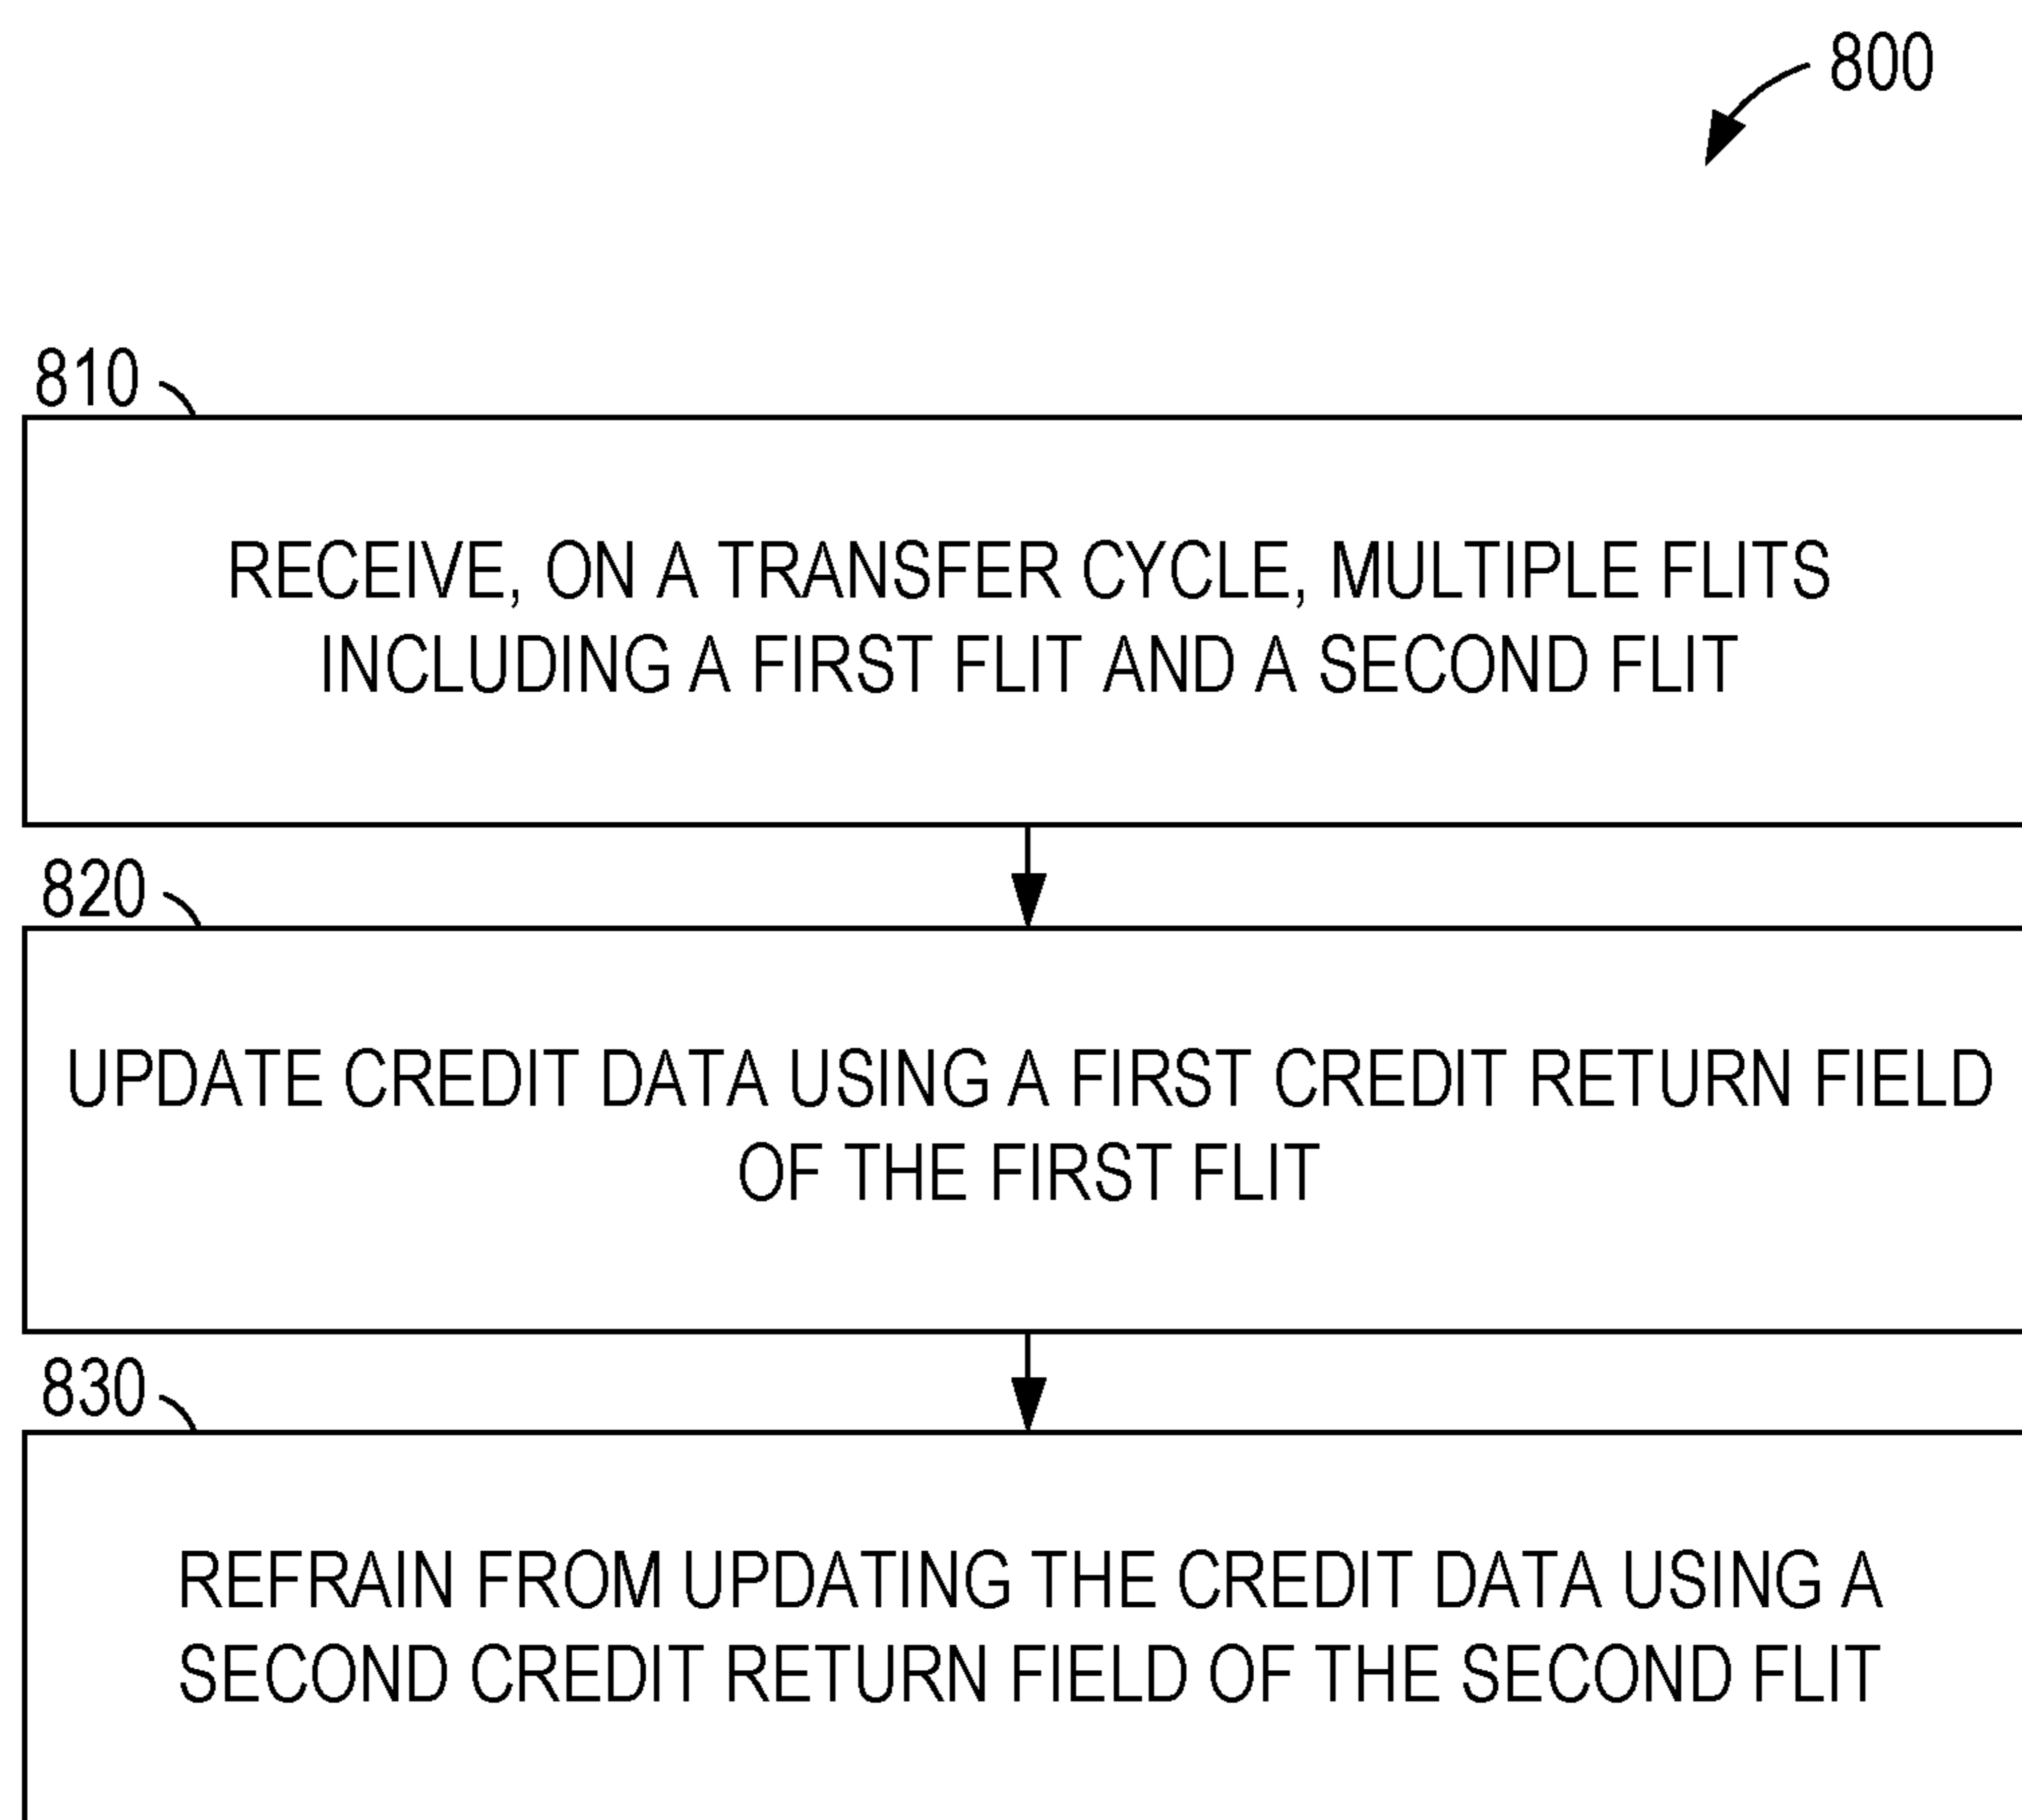 800
810
RECEIVE, ON A TRANSFER CYCLE, MULTIPLE FLITS
INCLUDING A FIRST FLIT AND A SECOND FLIT
820
UPDATE CREDIT DATA USING A FIRST CREDIT RETURN FIELD
OF THE FIRST FLIT
830
REFRAIN FROM UPDATING THE CREDIT DATA USING A
SECOND CREDIT RETURN FIELD OF THE SECOND FLIT